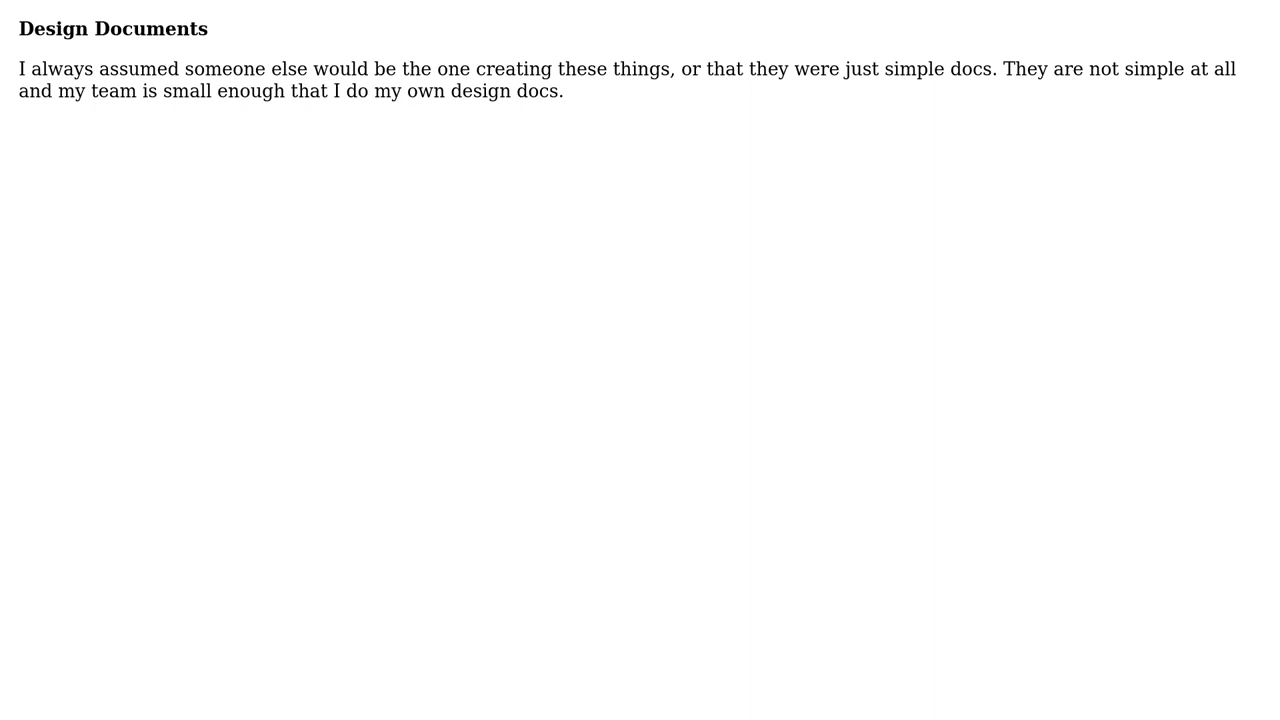 Design Documents
I always assumed someone else would be the one creating these things, or that they were just simple docs. They are not simple at all
and my team is small enough that I do my own design docs.